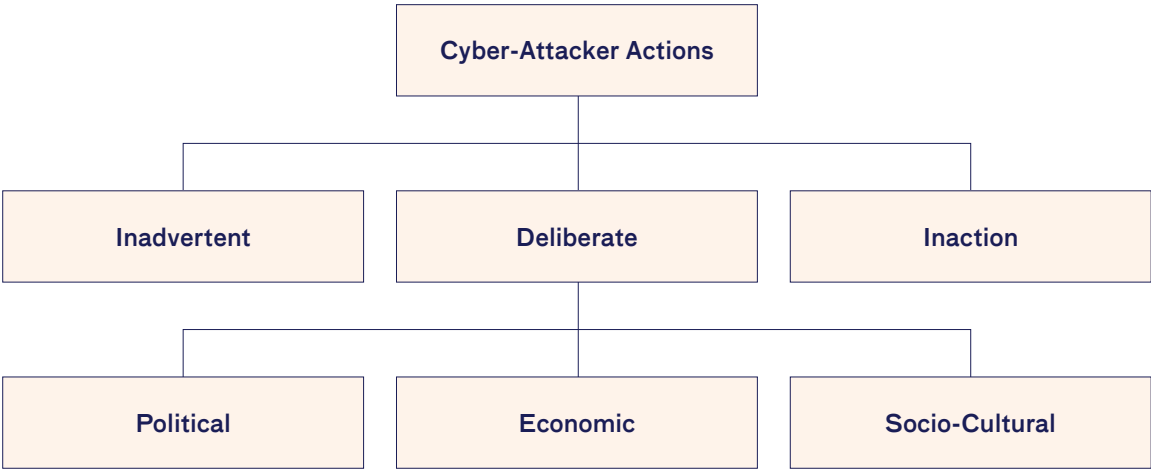 Cyber-Attacker Actions
Inadvertent
Deliberate
Inaction
Political
Economic
Socio-Cultural